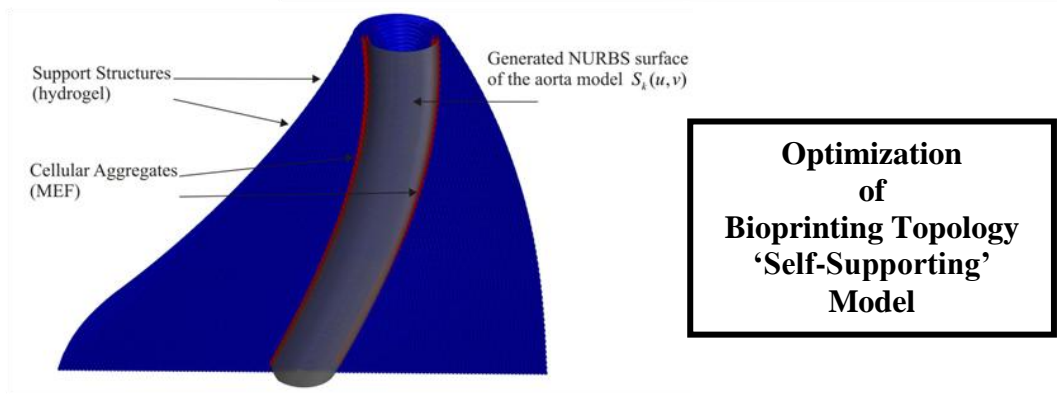 Support Structures
(hydrogel)
Cellular Aggregates
(MEF)
Generated NURBS surface
of the aorta model S_k(u,v)
Optimization
of
Bioprinting Topology
‘Self-Supporting’
Model